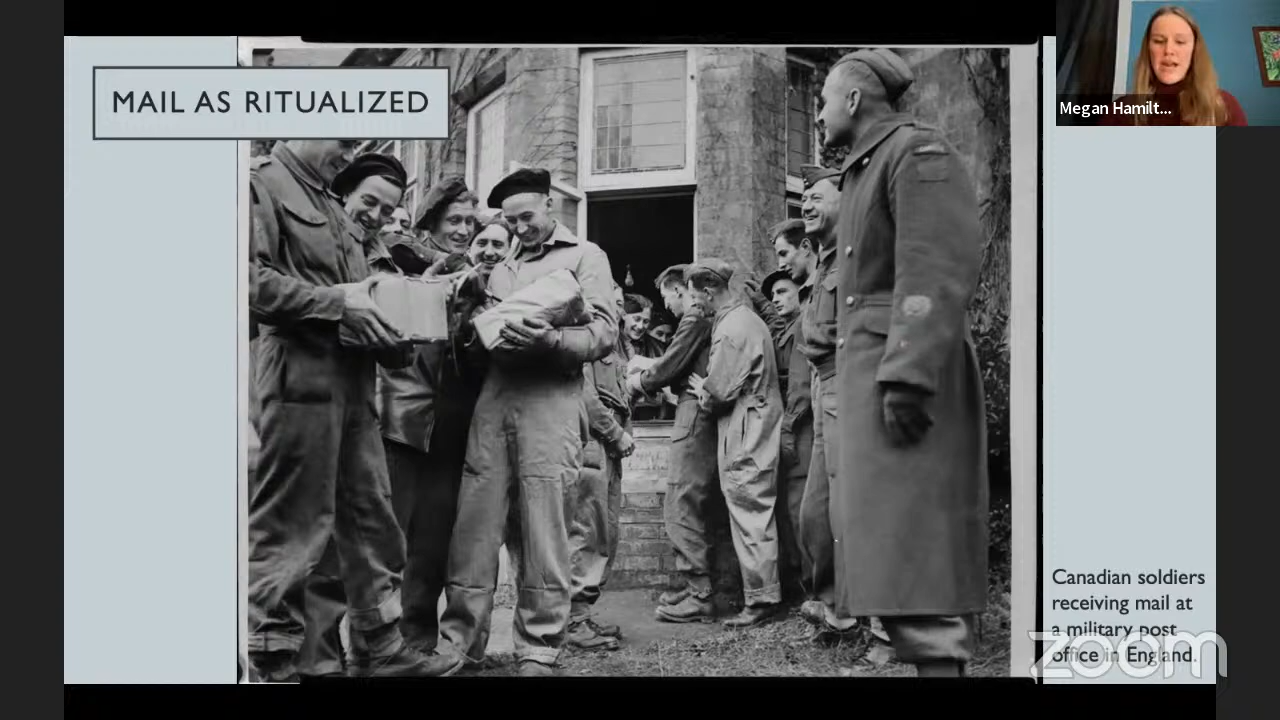 MAIL AS RITUALIZED
Megan Hamilt...
Canadian soldiers
receiving mail at
a military post
office in England.
zoom